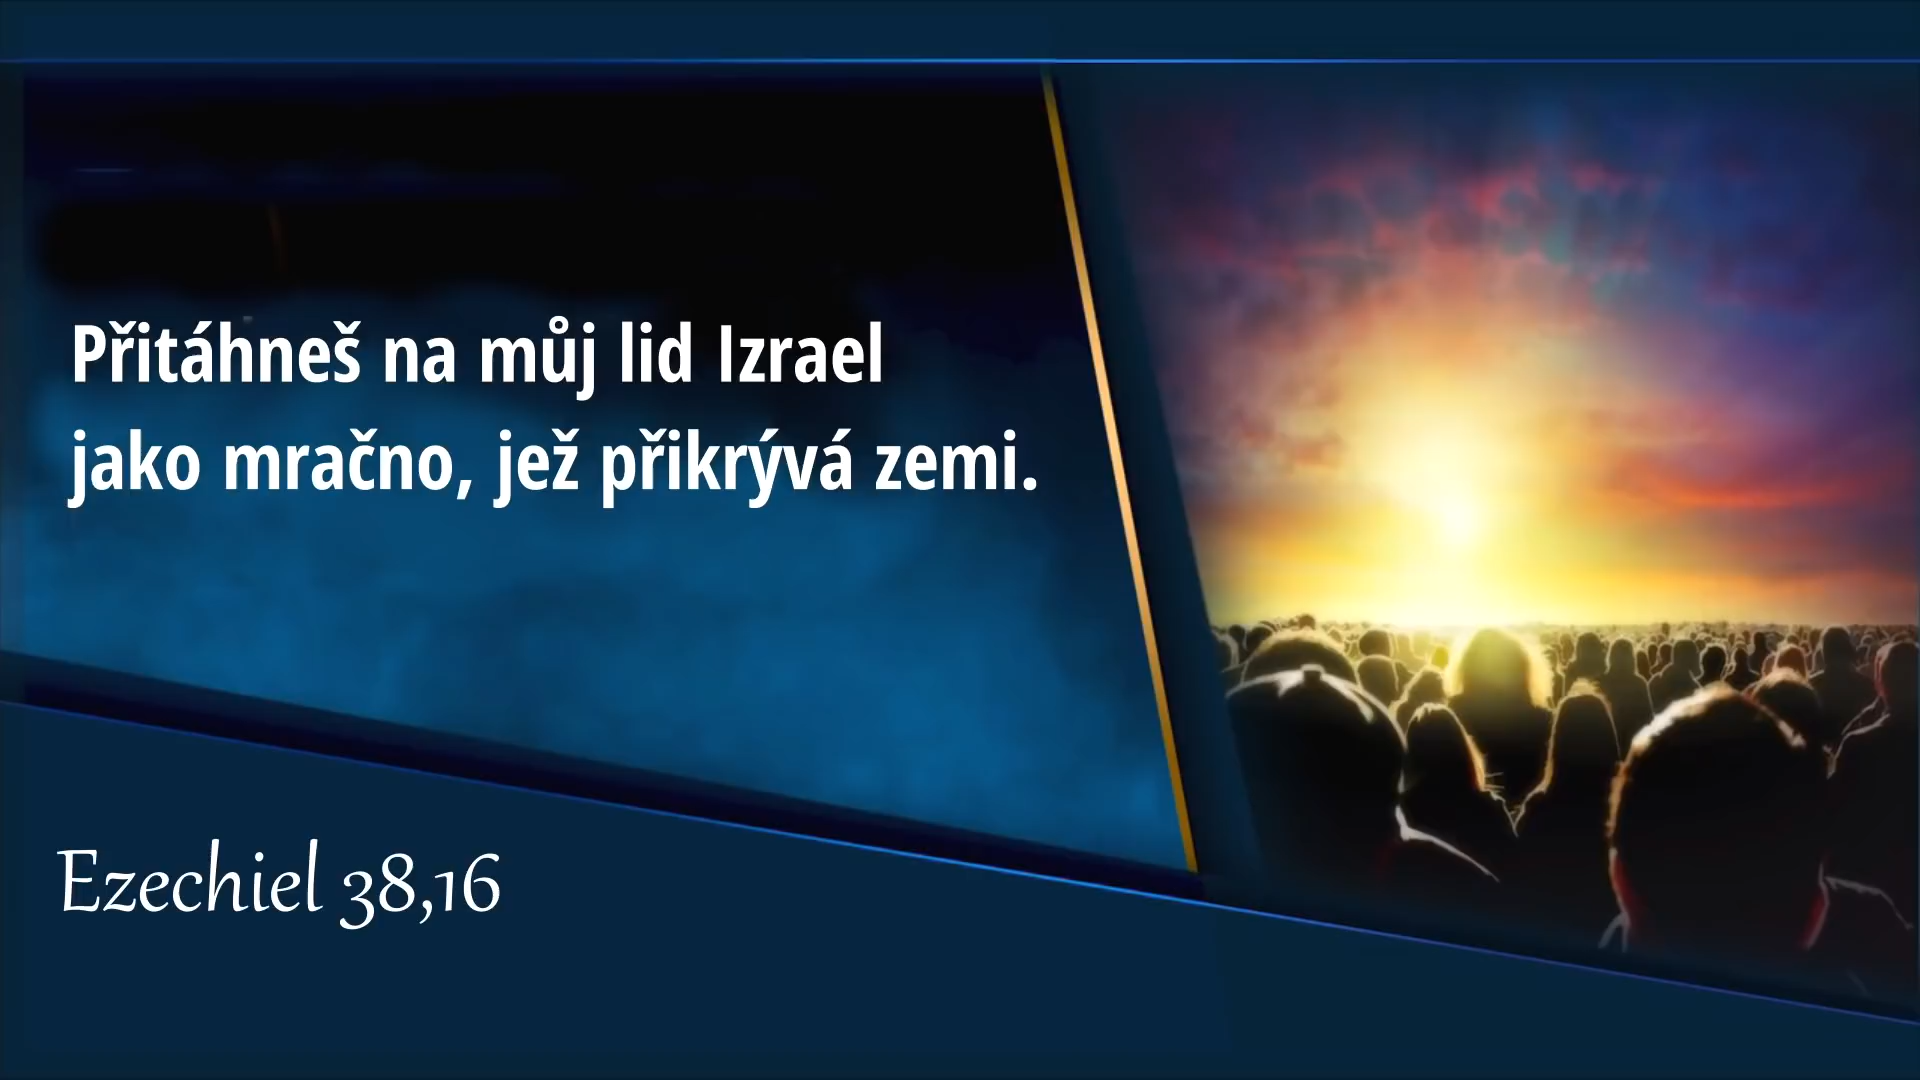 Přitáhneš na můj lid Izrael
jako mračno, jež přikrývá zemi.
Ezechiel 38,16